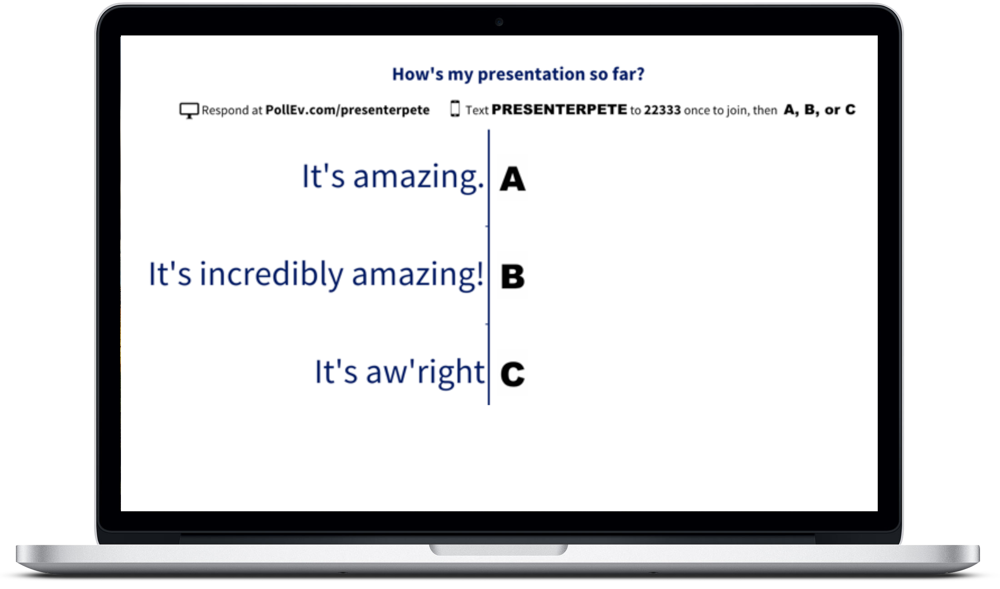 How's my presentation so far?
Respond at PollEv.com/presenterpete Text PRESENTERPETE to 22333 once to join, then A, B, or C
It's amazing. A
It's incredibly amazing! B
It's aw'right C